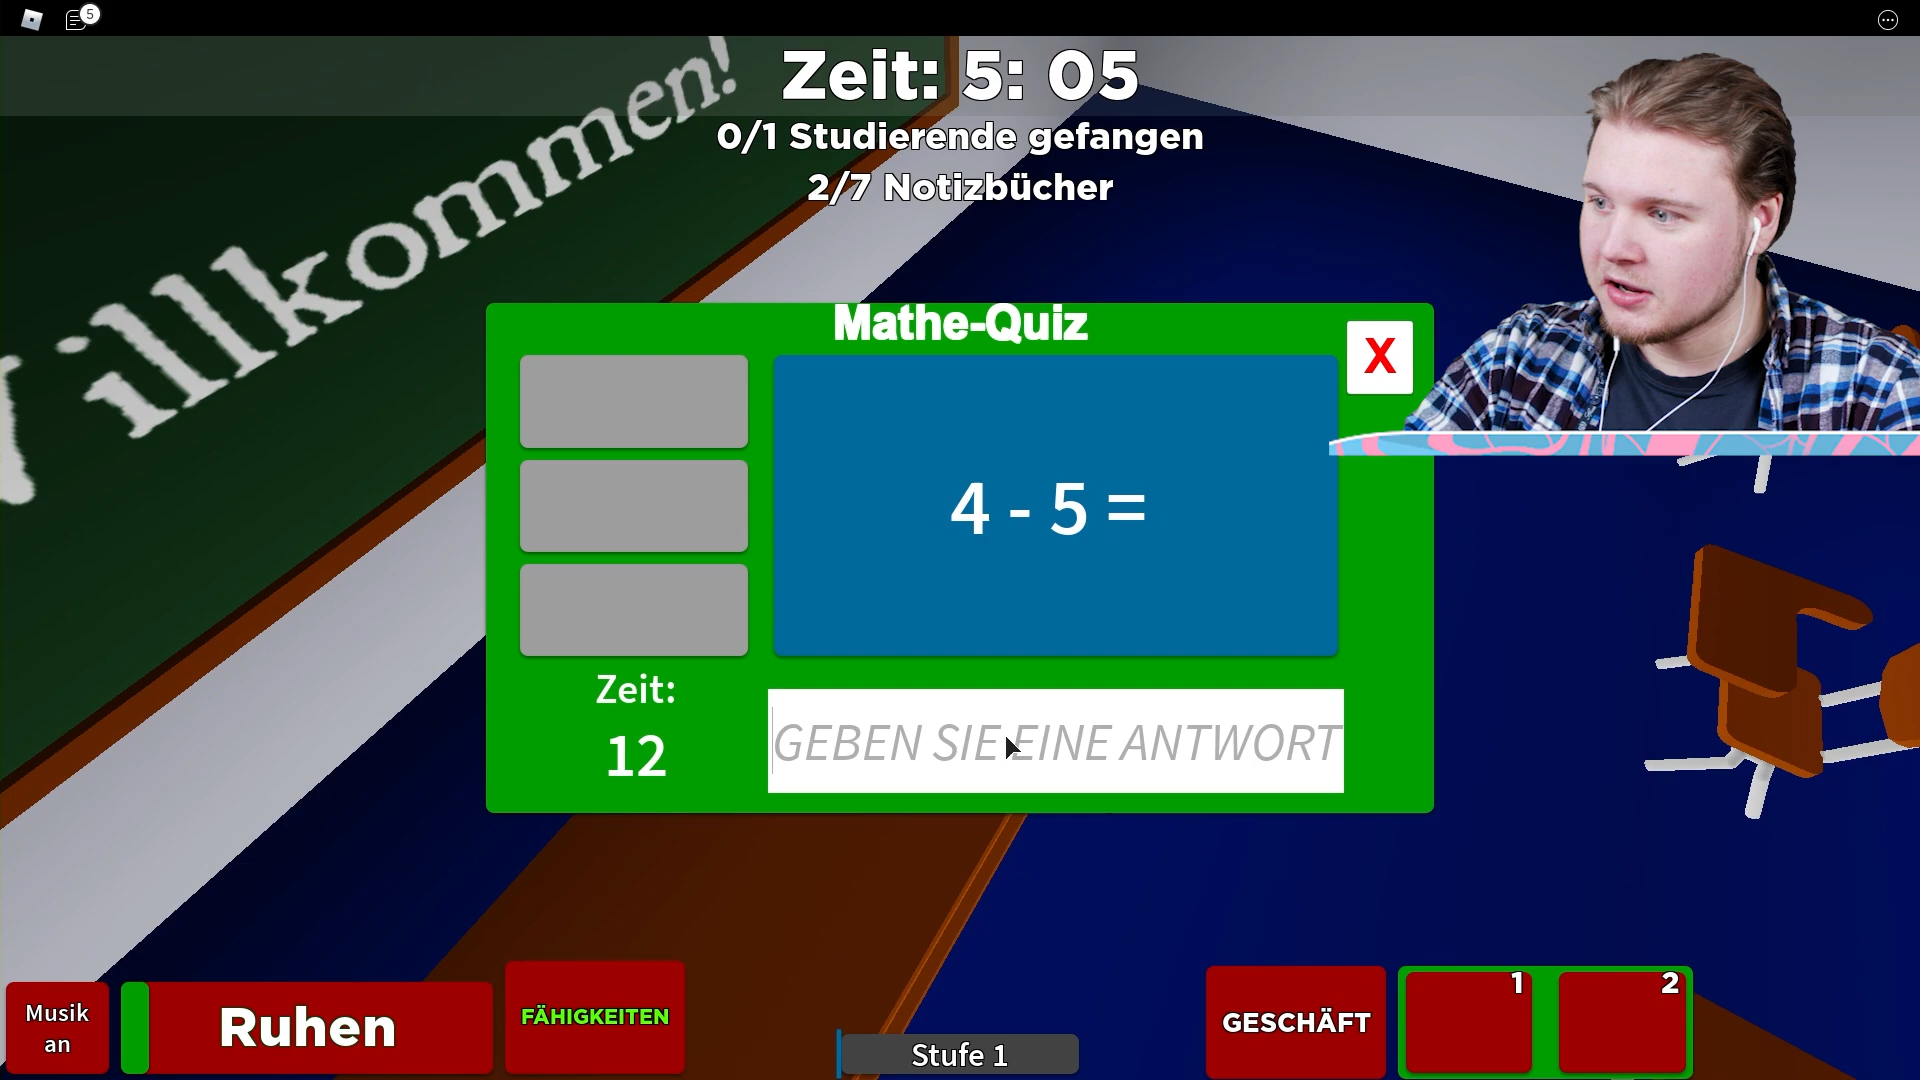 5
Zeit: 5: 05
0/1 Studierende gefangen
2/7 Notizbücher
Willkommen!
Mathe-Quiz
X
4 - 5 =
Zeit:
12
GEBEN SIE EINE ANTWORT
Musik
an
Ruhen
FÄHIGKEITEN
Stufe 1
GESCHÄFT
1
2